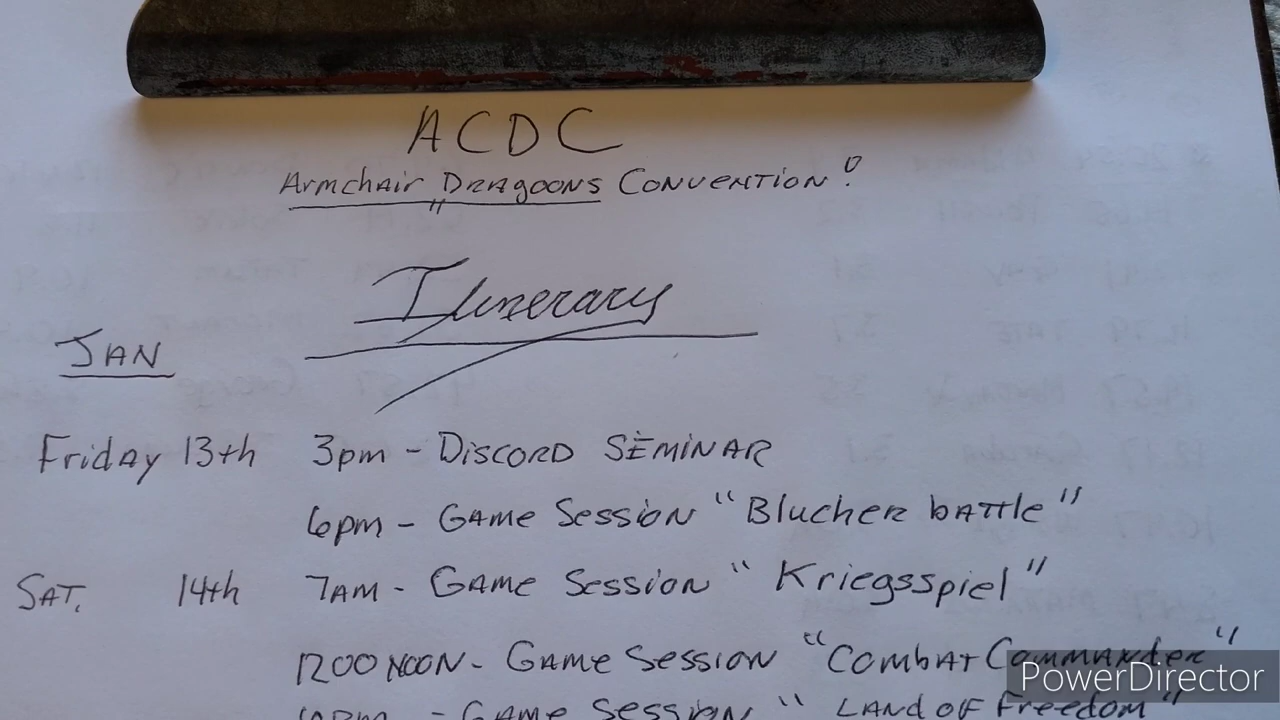 ACDC
Armchair Dragoons Convention!
Itinerary
JAN
Friday 13th 3pm - Discord Seminar
6pm - Game Session "Blucher battle"
Sat. 14th 7AM - Game Session "Kriegsspiel"
1200 NOON - Game Session "Combat Commander"
- Game Session "Land of Freedom"
PowerDirector